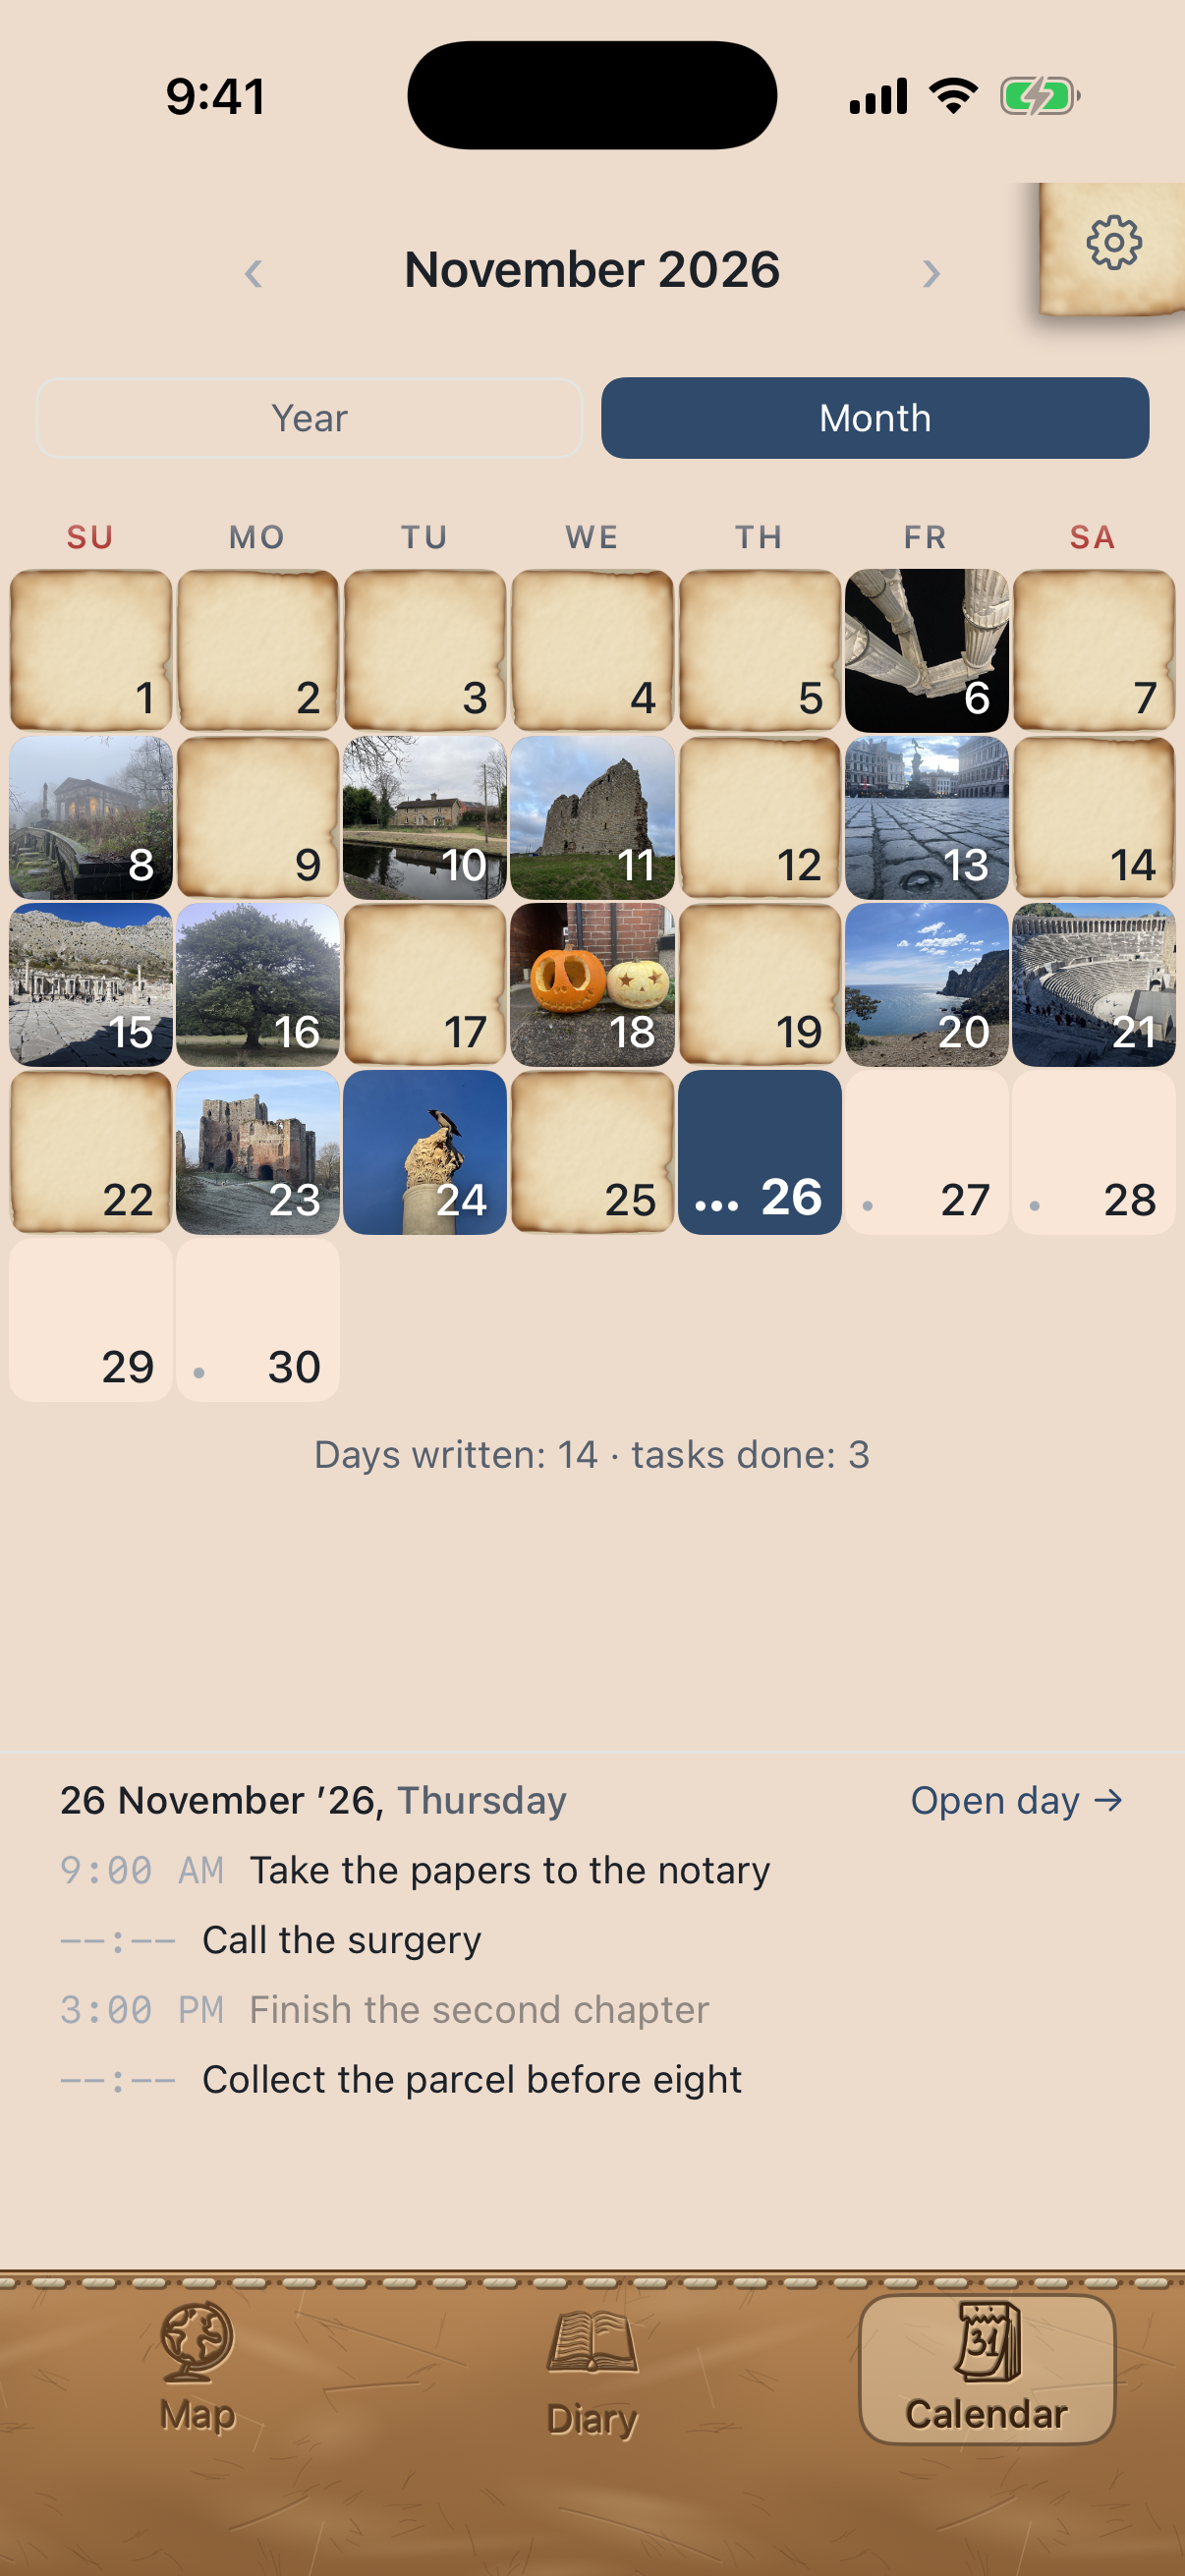 9:41
‹ November 2026 ›
Year Month
SU MO TU WE TH FR SA
1 2 3 4 5 6 7
8 9 10 11 12 13 14
15 16 17 18 19 20 21
22 23 24 25 ... 26 27 28
29 30
Days written: 14 · tasks done: 3
26 November ’26, Thursday Open day →
9:00 AM Take the papers to the notary
--:-- Call the surgery
3:00 PM Finish the second chapter
--:-- Collect the parcel before eight
31
Map Diary Calendar